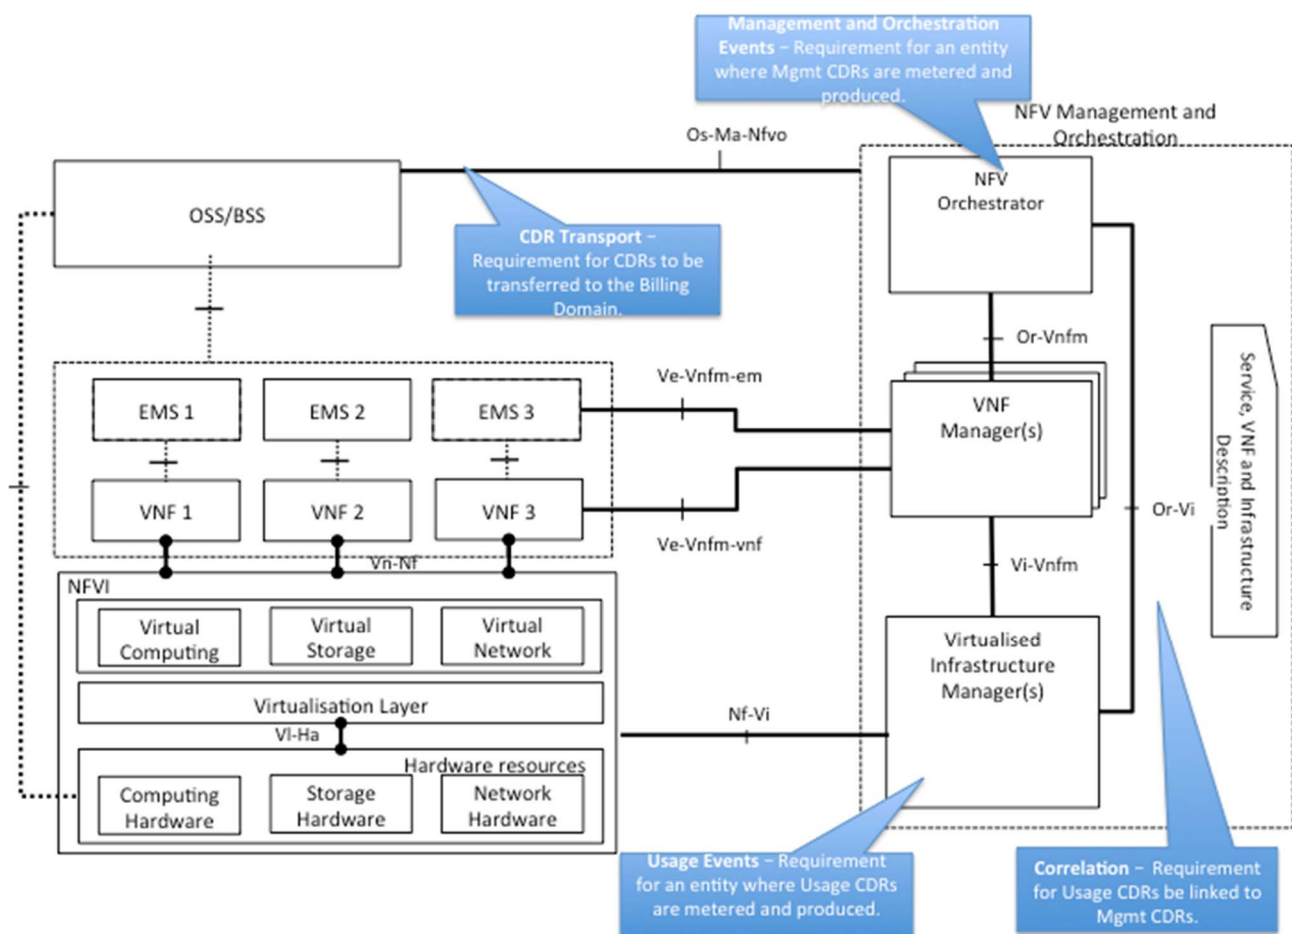 Management and Orchestration
Events – Requirement for an entity
where Mgmt CDRs are metered and
produced.
NFV Management and
Orchestration
Os-Ma-Nfvo
NFV
Orchestrator
OSS/BSS
CDR Transport –
Requirement for CDRs to be
transferred to the Billing
Domain.
Or-Vnfm
Ve-Vnfm-em
EMS 1
EMS 2
EMS 3
VNF
Manager(s)
Service, VNF and Infrastructure
Description
VNF 1
VNF 2
VNF 3
Or-Vi
Ve-Vnfm-vnf
Vn-Nf
Vi-Vnfm
NFVI
Virtual
Computing
Virtual
Storage
Virtual
Network
Virtualised
Infrastructure
Manager(s)
Virtualisation Layer
Nf-Vi
Vl-Ha
Hardware resources
Computing
Hardware
Storage
Hardware
Network
Hardware
Usage Events – Requirement
for an entity where Usage CDRs
are metered and produced.
Correlation – Requirement
for Usage CDRs be linked to
Mgmt CDRs.